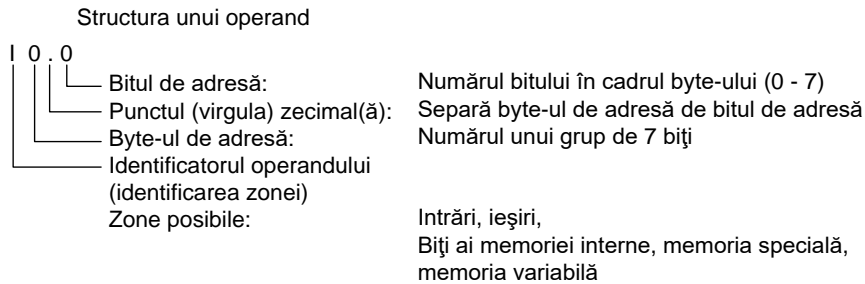 Structura unui operand
I 0 . 0
Bitul de adresă: Numărul bitului în cadrul byte-ului (0 - 7)
Punctul (virgula) zecimal(ă): Separă byte-ul de adresă de bitul de adresă
Byte-ul de adresă: Numărul unui grup de 7 biţi
Identificatorul operandului
(identificarea zonei)
Zone posibile: Intrări, ieşiri,
Biţi ai memoriei interne, memoria specială,
memoria variabilă